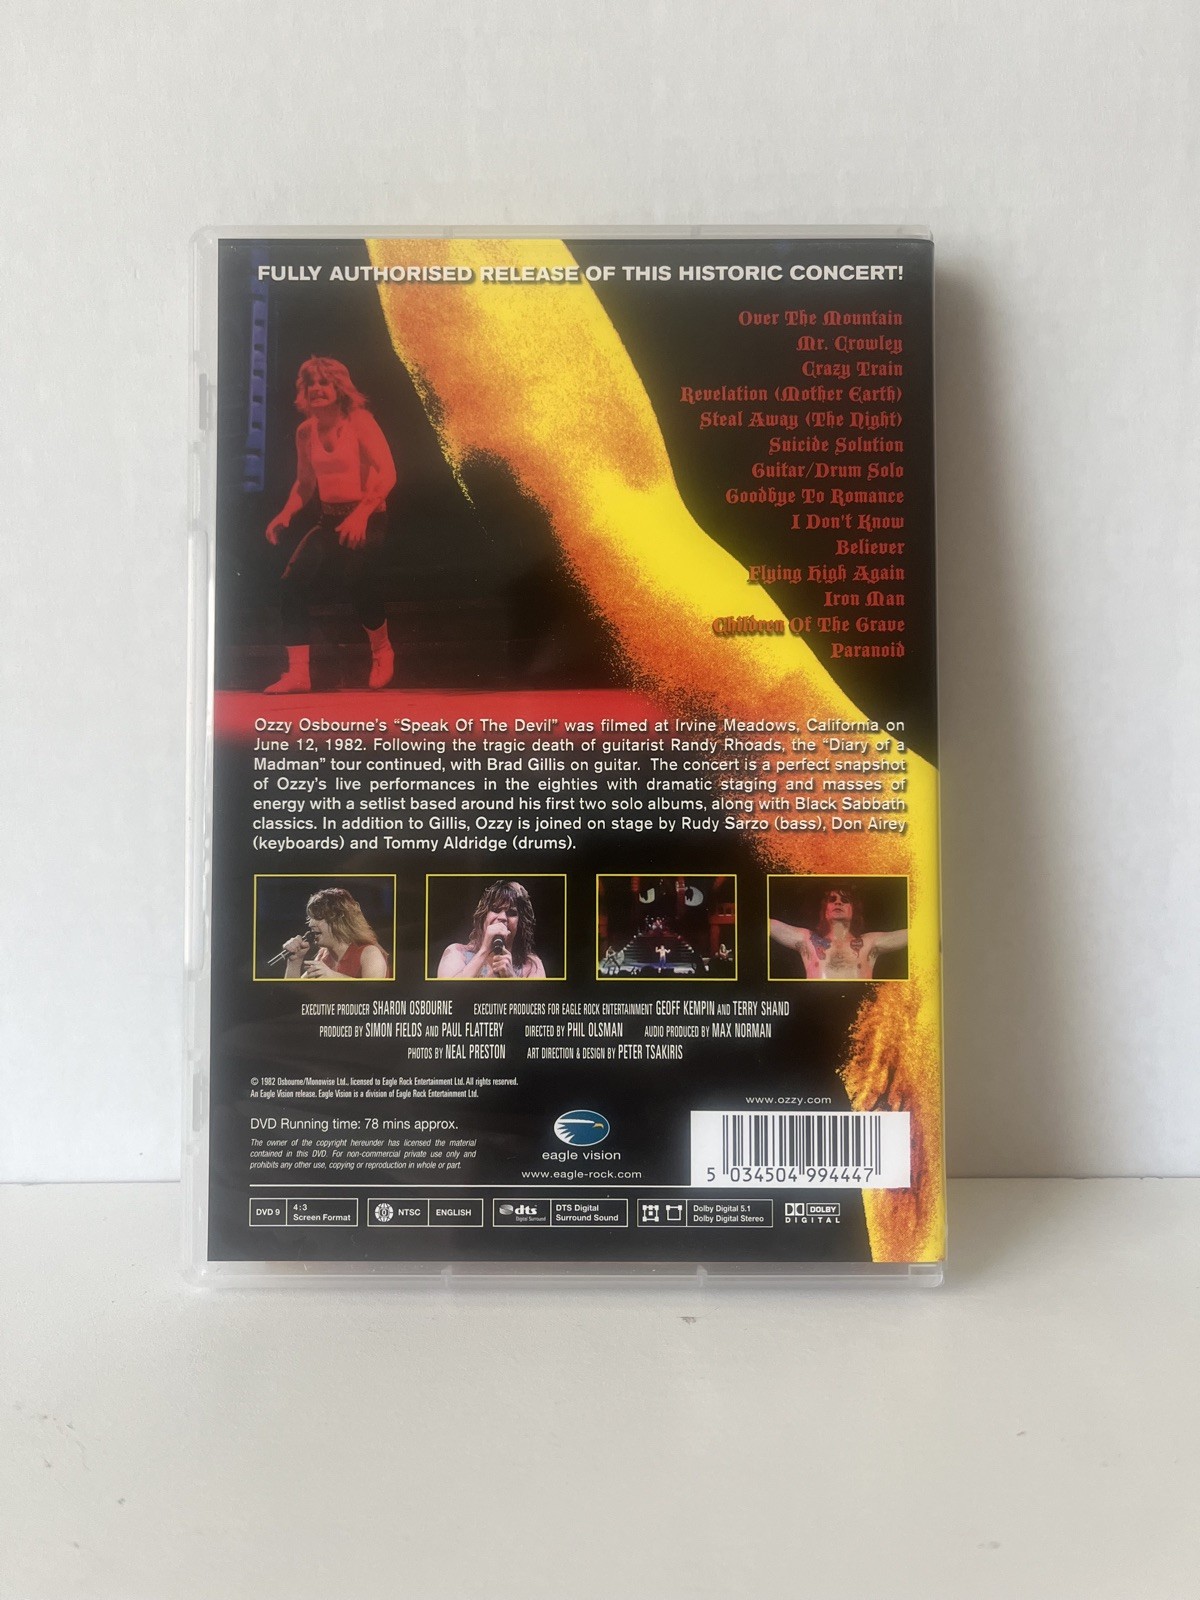 FULLY AUTHORISED RELEASE OF THIS HISTORIC CONCERT!
Over The Mountain
Mr. Crowley
Crazy Train
Revelation (Mother Earth)
Steal Away (The Night)
Suicide Solution
Guitar/Drum Solo
Goodbye To Romance
I Don't Know
Believer
Flying High Again
Iron Man
Children Of The Grave
Paranoid
Ozzy Osbourne's "Speak Of The Devil" was filmed at Irvine Meadows, California on
June 12, 1982. Following the tragic death of guitarist Randy Rhoads, the "Diary of a
Madman" tour continued, with Brad Gillis on guitar. The concert is a perfect snapshot
of Ozzy's live performances in the eighties with dramatic staging and masses of
energy with a setlist based around his first two solo albums, along with Black Sabbath
classics. In addition to Gillis, Ozzy is joined on stage by Rudy Sarzo (bass), Don Airey
(keyboards) and Tommy Aldridge (drums).
EXECUTIVE PRODUCER SHARON OSBOURNE EXECUTIVE PRODUCERS FOR EAGLE ROCK ENTERTAINMENT GEOFF KEMPIN AND TERRY SHAND
PRODUCED BY SIMON FIELDS AND PAUL FLATTERY DIRECTED BY PHIL OLSMAN AUDIO PRODUCED BY MAX NORMAN
PHOTOS BY NEAL PRESTON ART DIRECTION & DESIGN BY PETER TSAKIRIS
© 1982 Osbourne/Monowise Ltd., licensed to Eagle Rock Entertainment Ltd. All rights reserved.
An Eagle Vision release. Eagle Vision is a division of Eagle Rock Entertainment Ltd.
DVD Running time: 78 mins approx.
The owner of the copyright hereunder has licensed the material
contained in this DVD. For non-commercial private use only and
prohibits any other use, copying or reproduction in whole or part.
eagle vision
www.eagle-rock.com
www.ozzy.com
5 034504 994447
DVD 9
4:3
Screen Format
NTSC
ENGLISH
dts
Digital Surround
DTS Digital
Surround Sound
Dolby Digital 5.1
Dolby Digital Stereo
DOLBY
DIGITAL